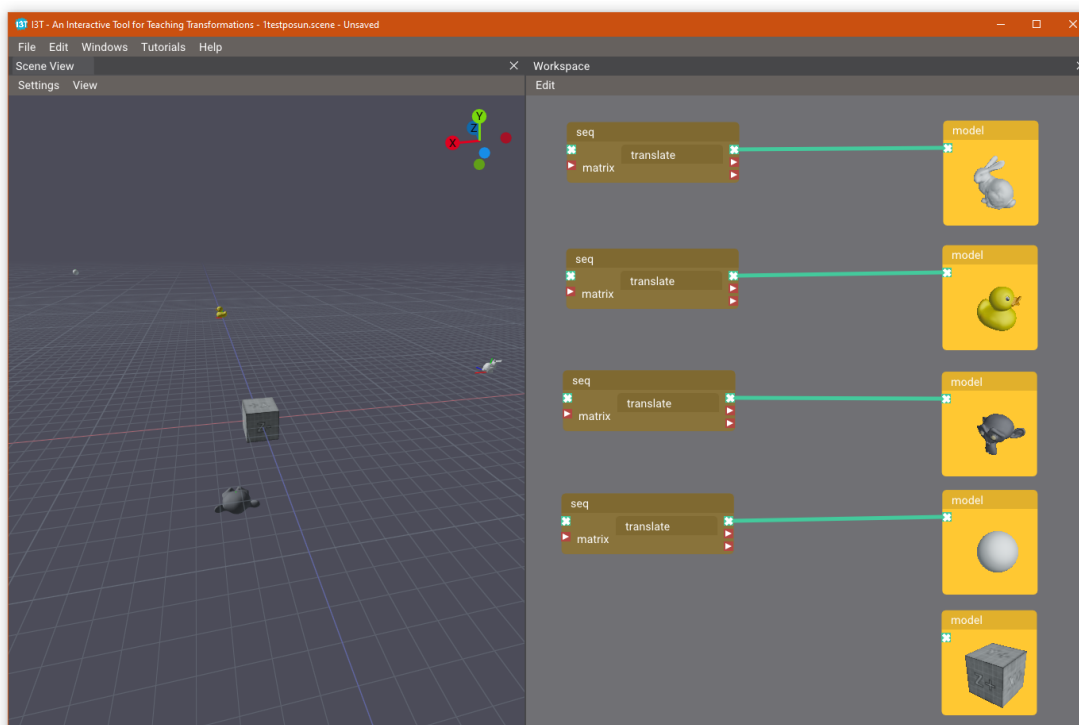 I3T - An Interactive Tool for Teaching Transformations - 1testposun.scene - Unsaved
File Edit Windows Tutorials Help
Scene View
Settings View
Y
Z
X
Workspace
Edit
seq
translate
matrix
model
seq
translate
matrix
model
seq
translate
matrix
model
seq
translate
matrix
model
model